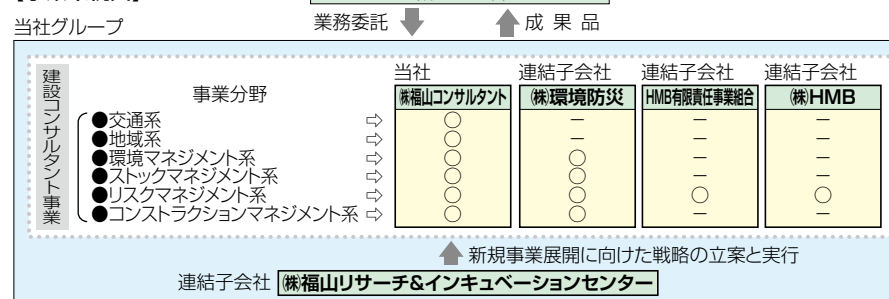 業務委託 成果品
当社グループ
建設コンサルタント事業
当社 連結子会社 連結子会社 連結子会社
事業分野 ㈱福山コンサルタント ㈱環境防災 HMB有限責任事業組合 ㈱HMB
●交通系 ⇨ ○ − − −
●地域系 ⇨ ○ − − −
●環境マネジメント系 ⇨ ○ ○ − −
●ストックマネジメント系 ⇨ ○ ○ − −
●リスクマネジメント系 ⇨ ○ ○ ○ ○
●コンストラクションマネジメント系 ⇨ ○ ○ − −
新規事業展開に向けた戦略の立案と実行
連結子会社 ㈱福山リサーチ&インキュベーションセンター